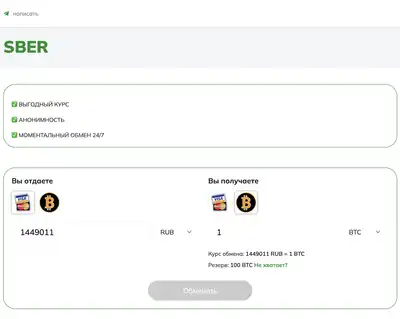 написать
SBER
ВЫГОДНЫЙ КУРС
АНОНИМНОСТЬ
МОМЕНТАЛЬНЫЙ ОБМЕН 24/7
Вы отдаете
Вы получаете
1449011 RUB
1 BTC
Курс обмена: 1449011 RUB = 1 BTC
Резерв: 100 BTC Не хватает?
Обменять